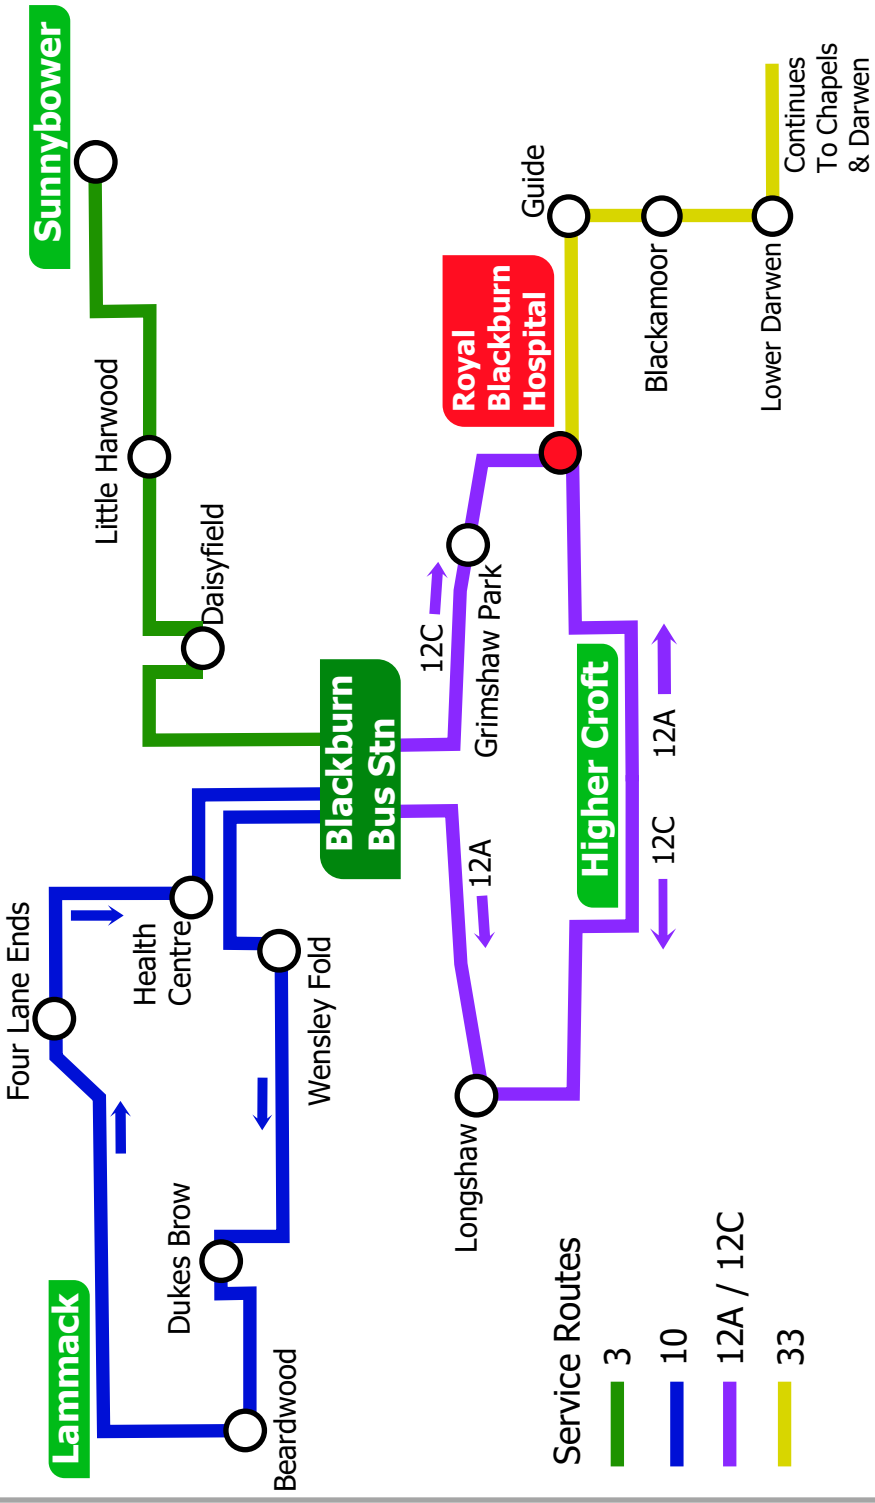 Lammack
Four Lane Ends
Sunnybower
Health
Centre
Little Harwood
Daisyfield
Dukes Brow
Beardwood
Wensley Fold
Blackburn
Bus Stn
12C
Grimshaw Park
Royal
Blackburn
Hospital
Guide
Longshaw
12A
Higher Croft
12C
12A
Blackamoor
Lower Darwen
Continues
To Chapels
& Darwen
Service Routes
3
10
12A / 12C
33